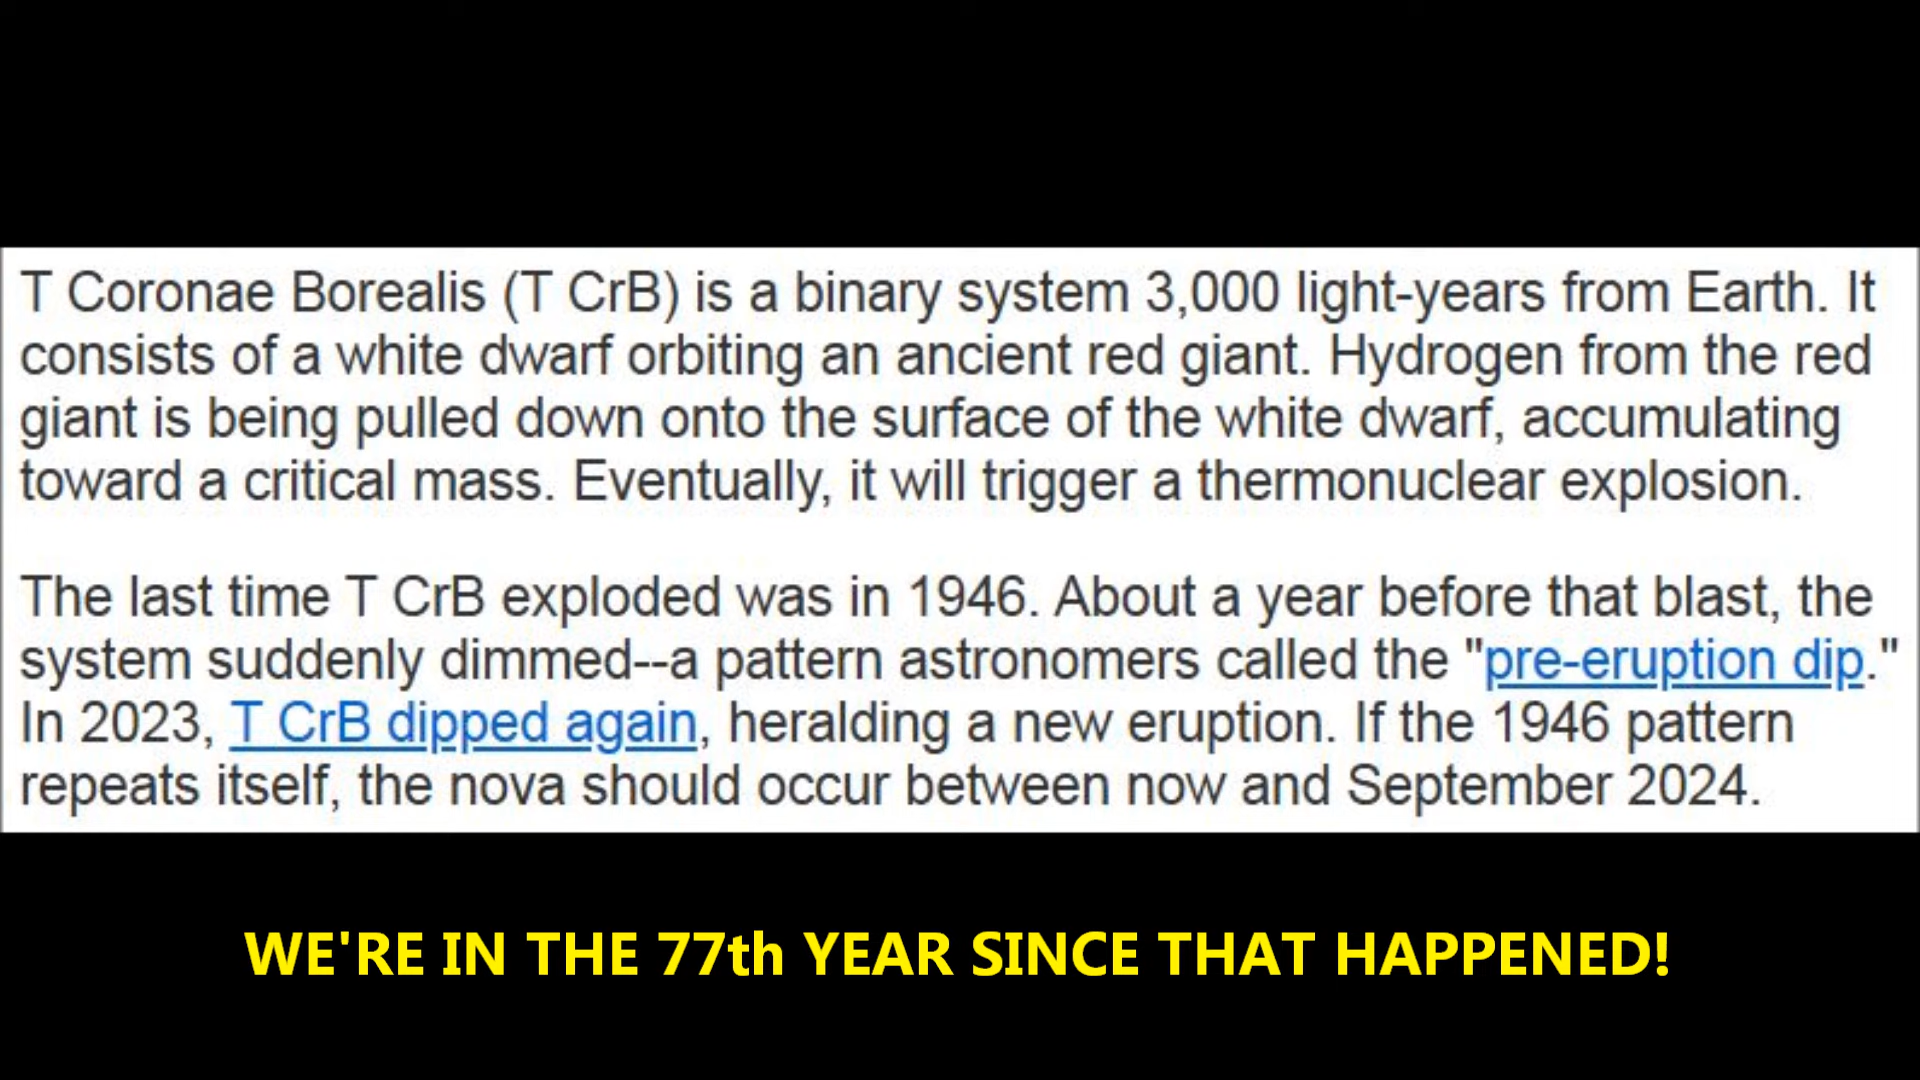 T Coronae Borealis (T CrB) is a binary system 3,000 light-years from Earth. It
consists of a white dwarf orbiting an ancient red giant. Hydrogen from the red
giant is being pulled down onto the surface of the white dwarf, accumulating
toward a critical mass. Eventually, it will trigger a thermonuclear explosion.
The last time T CrB exploded was in 1946. About a year before that blast, the
system suddenly dimmed--a pattern astronomers called the "pre-eruption dip."
In 2023, T CrB dipped again, heralding a new eruption. If the 1946 pattern
repeats itself, the nova should occur between now and September 2024.
WE'RE IN THE 77th YEAR SINCE THAT HAPPENED!